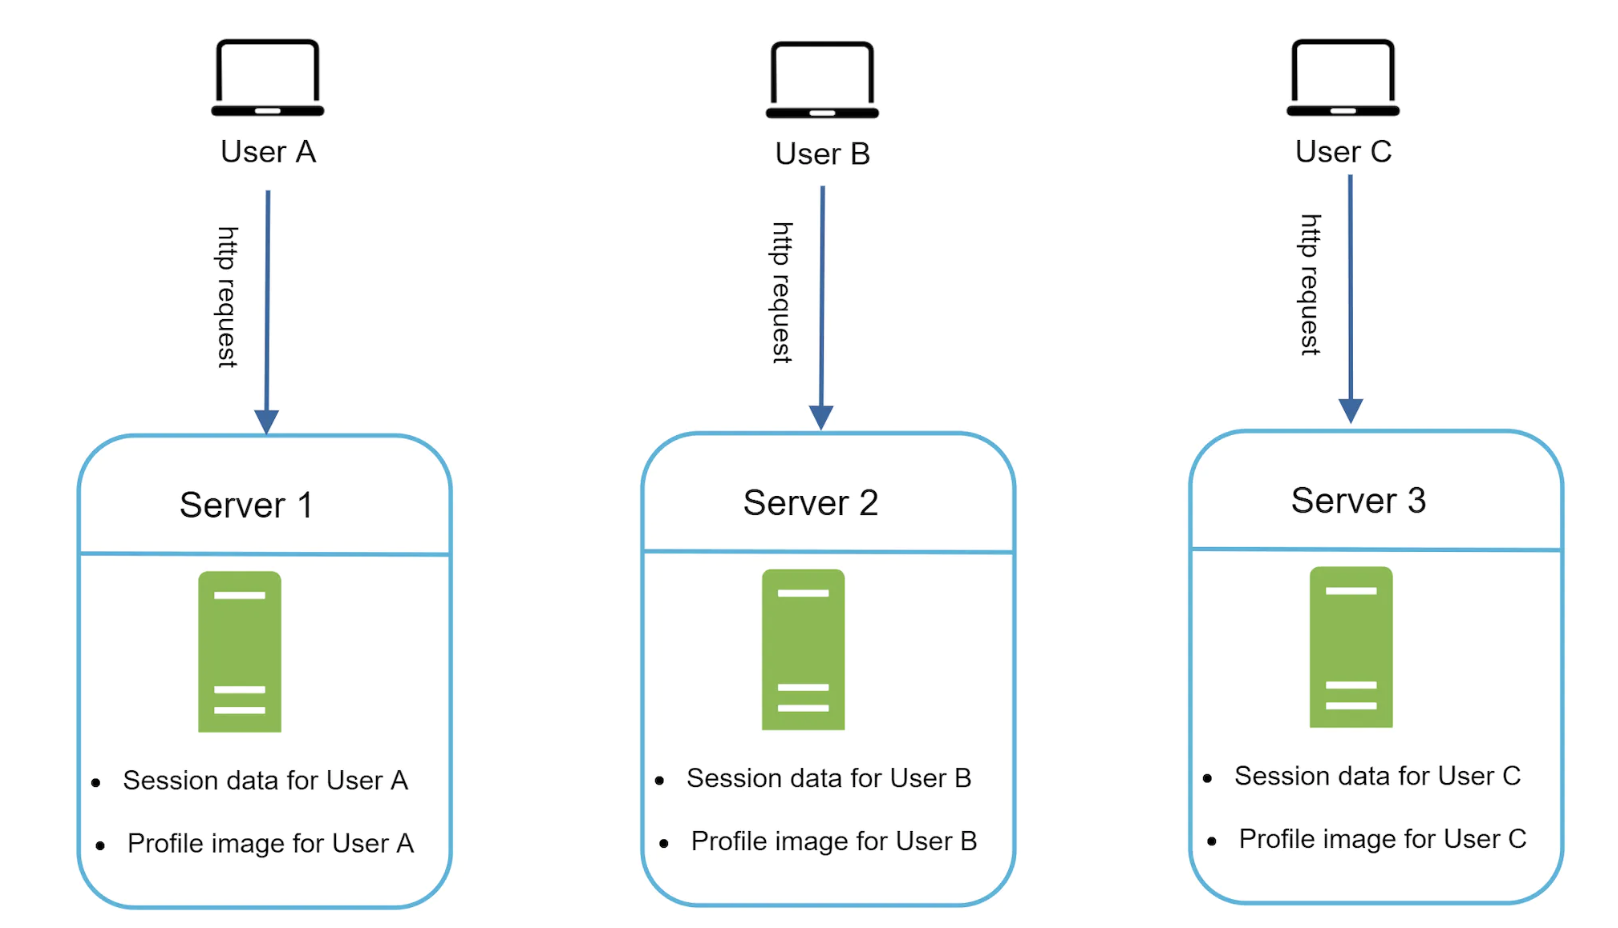 User A
User B
User C
http request
http request
http request
Server 1
Server 2
Server 3
• Session data for User A
• Profile image for User A
• Session data for User B
• Profile image for User B
• Session data for User C
• Profile image for User C